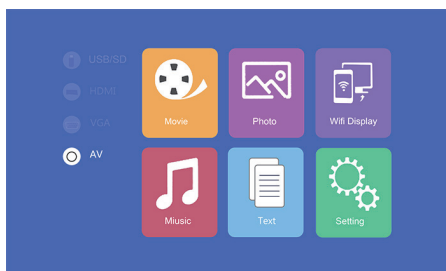 USB/SD
HDMI
VGA
AV
Movie
Photo
Wifi Display
Miusic
Text
Setting